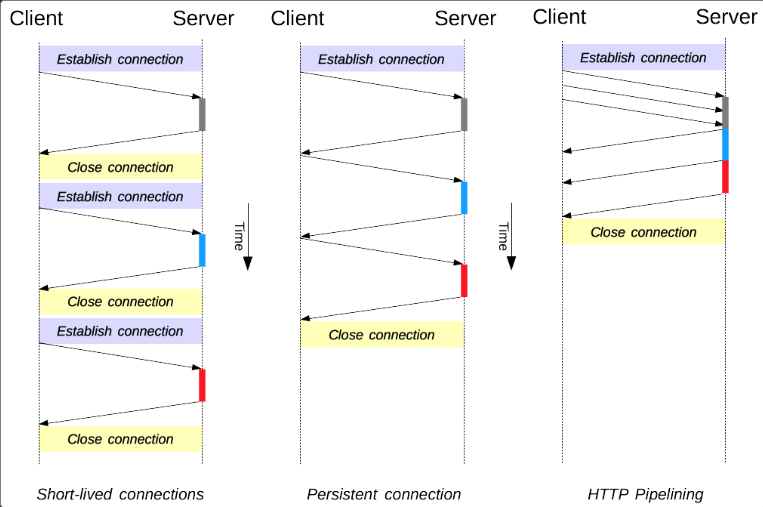 Client Server
Establish connection
Close connection
Establish connection
Close connection
Establish connection
Close connection
Short-lived connections
Time
Client Server
Establish connection
Close connection
Persistent connection
Time
Client Server
Establish connection
Close connection
HTTP Pipelining